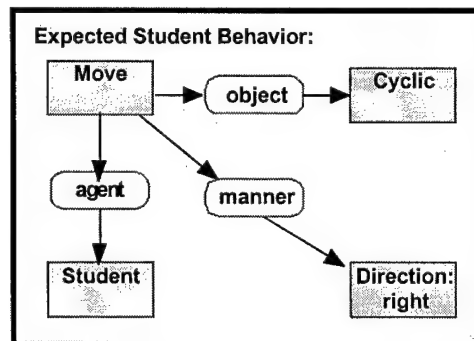 Expected Student Behavior:
Move
object
Cyclic
agent
manner
Student
Direction:
right